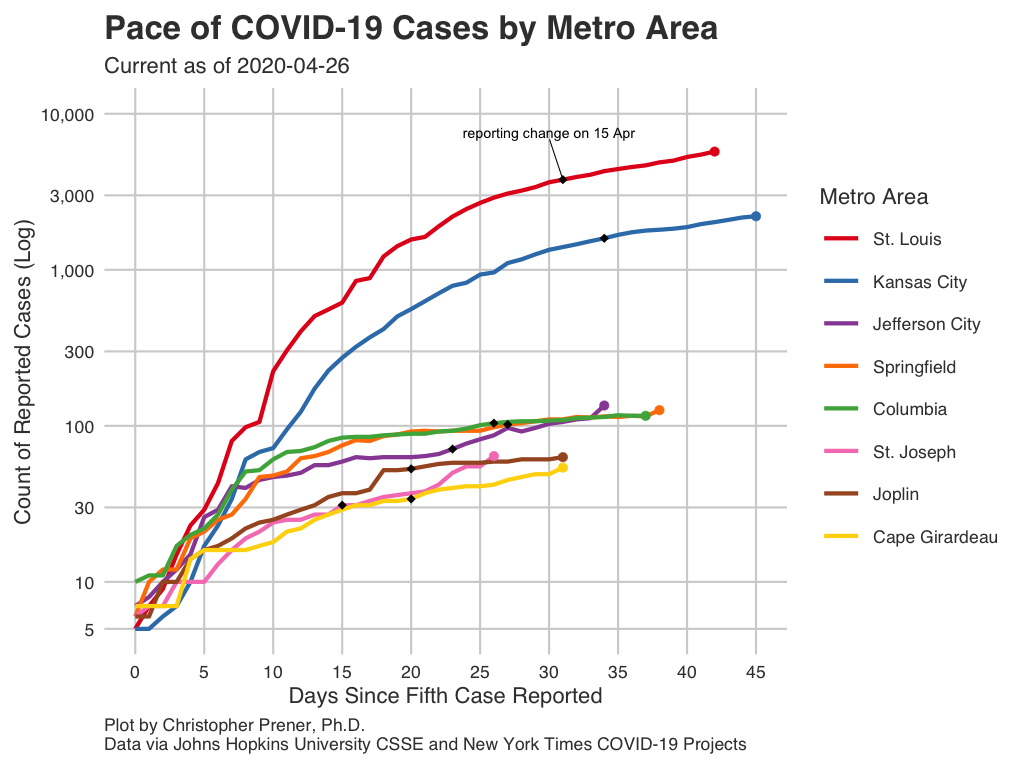 Pace of COVID-19 Cases by Metro Area
Current as of 2020-04-26
reporting change on 15 Apr
10,000
3,000
1,000
300
100
30
10
5
Count of Reported Cases (Log)
0 5 10 15 20 25 30 35 40 45
Days Since Fifth Case Reported
Metro Area
St. Louis
Kansas City
Jefferson City
Springfield
Columbia
St. Joseph
Joplin
Cape Girardeau
Plot by Christopher Prener, Ph.D.
Data via Johns Hopkins University CSSE and New York Times COVID-19 Projects